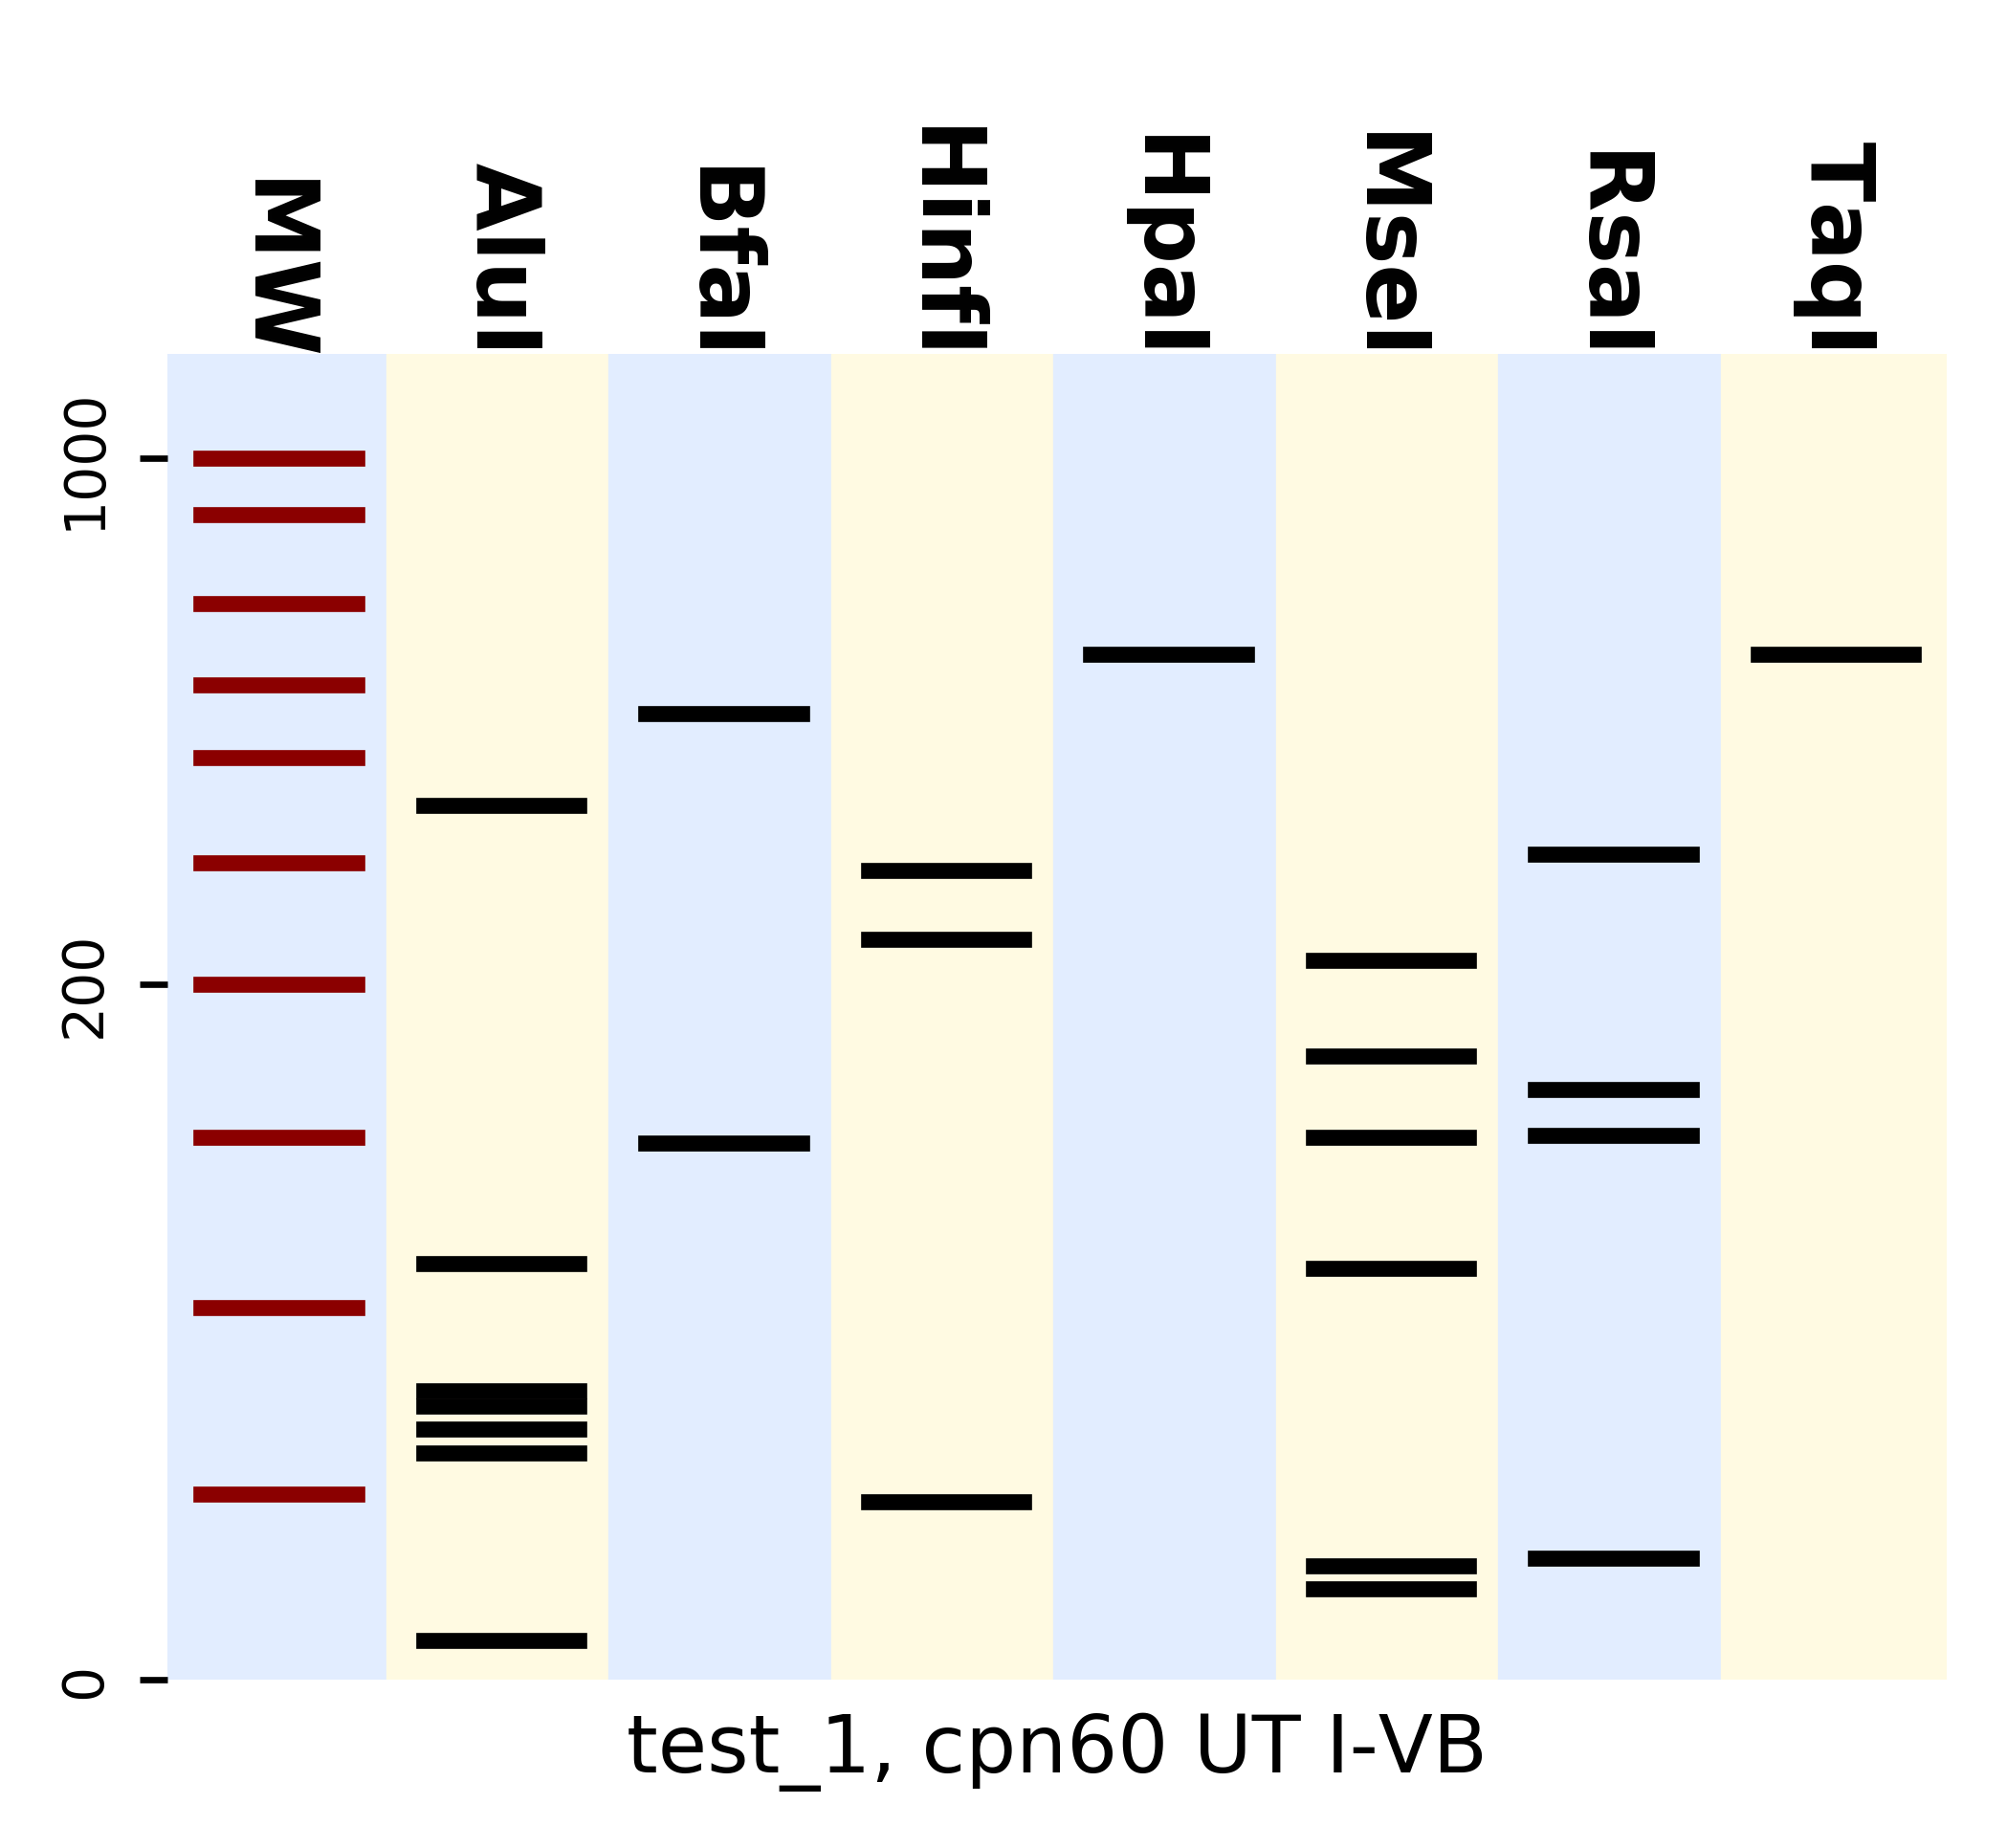 MW
AluI
BfaI
HinfI
HpaI
MseI
RsaI
TaqI
1000
200
0
test_1, cpn60 UT I-VB